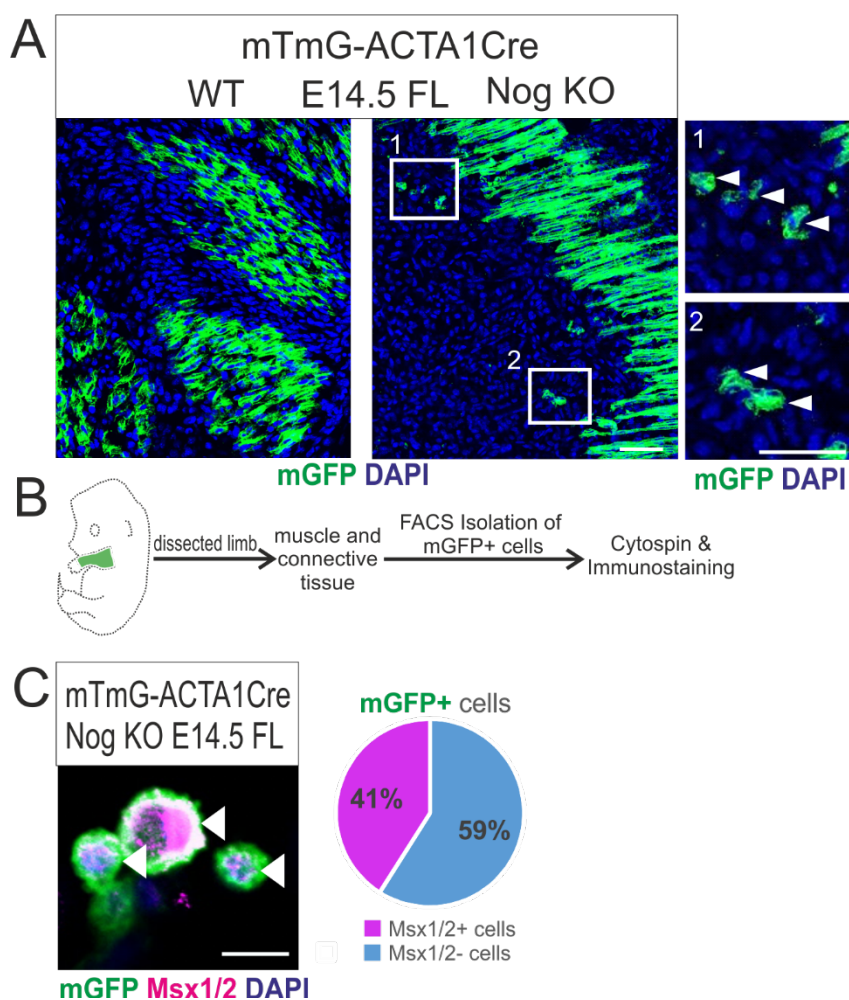 A
mTmG-ACTA1Cre
WT E14.5 FL Nog KO
1
2
1
2
mGFP DAPI
mGFP DAPI
B
dissected limb
muscle and
connective
tissue
FACS Isolation of
mGFP+ cells
Cytospin &
Immunostaining
C
mTmG-ACTA1Cre
Nog KO E14.5 FL
mGFP Msx1/2 DAPI
mGFP+ cells
41%
59%
Msx1/2+ cells
Msx1/2- cells